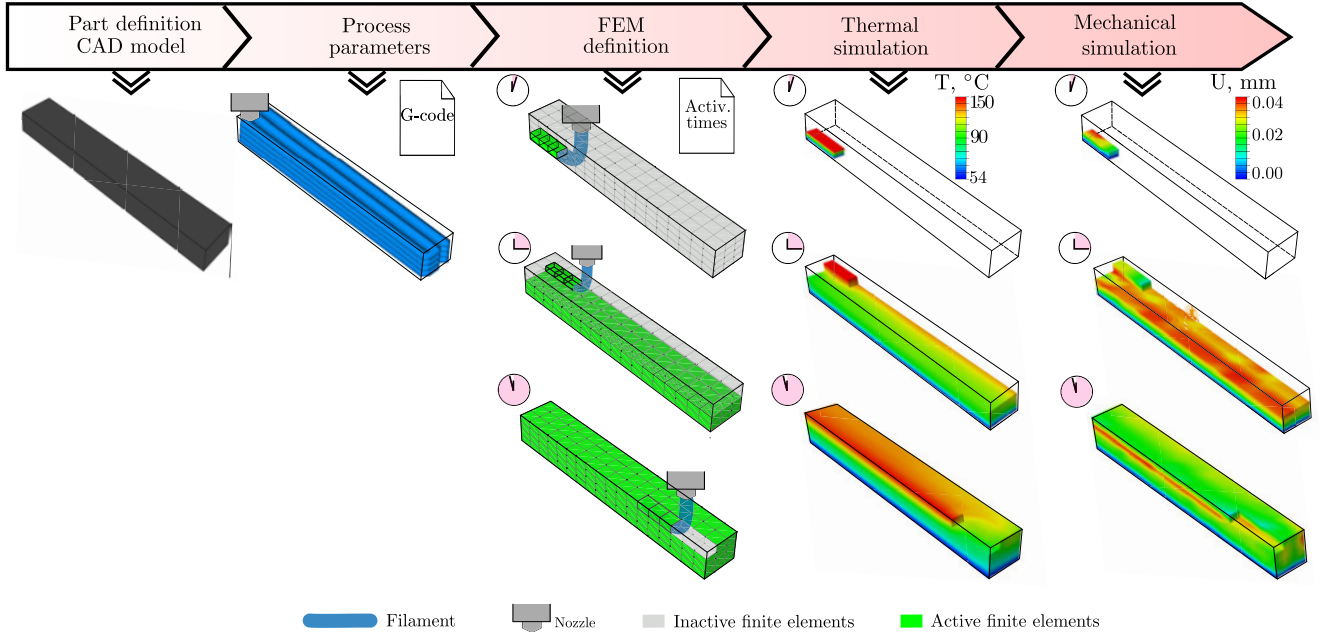 Part definition
CAD model
Process
parameters
FEM
definition
Thermal
simulation
Mechanical
simulation
G-code
Activ.
times
T, °C
150
90
54
U, mm
0.04
0.02
0.00
Filament
Nozzle
Inactive finite elements
Active finite elements